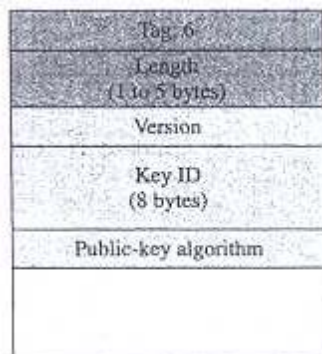 Tag: 6
Length
(1 to 5 bytes)
Version
Key ID
(8 bytes)
Public-key algorithm